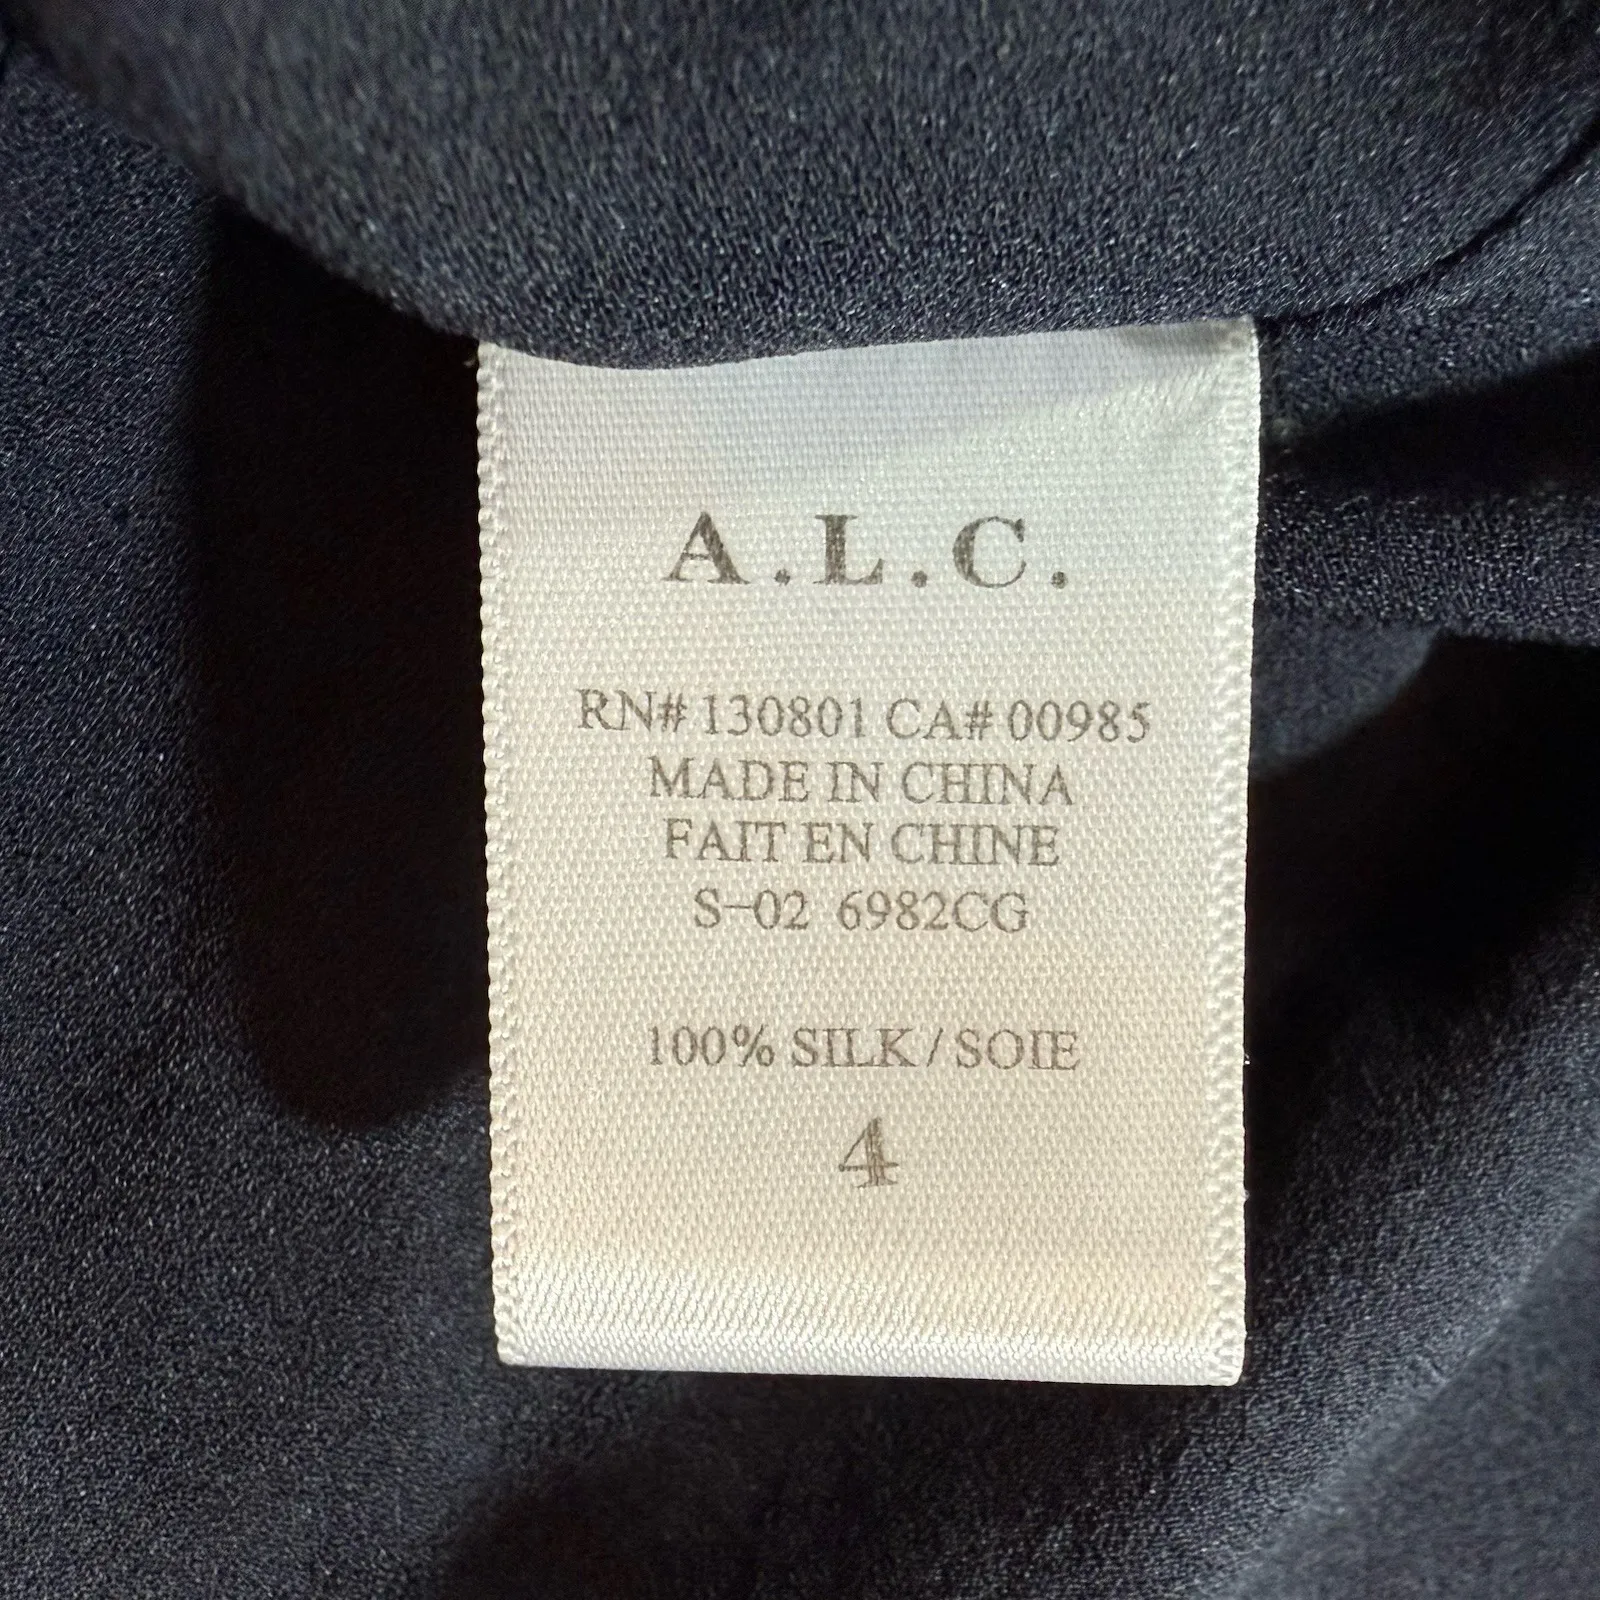 A.L.C.
RN# 130801 CA# 00985
MADE IN CHINA
FAIT EN CHINE
S-02 6982CG
100% SILK / SOIE
4